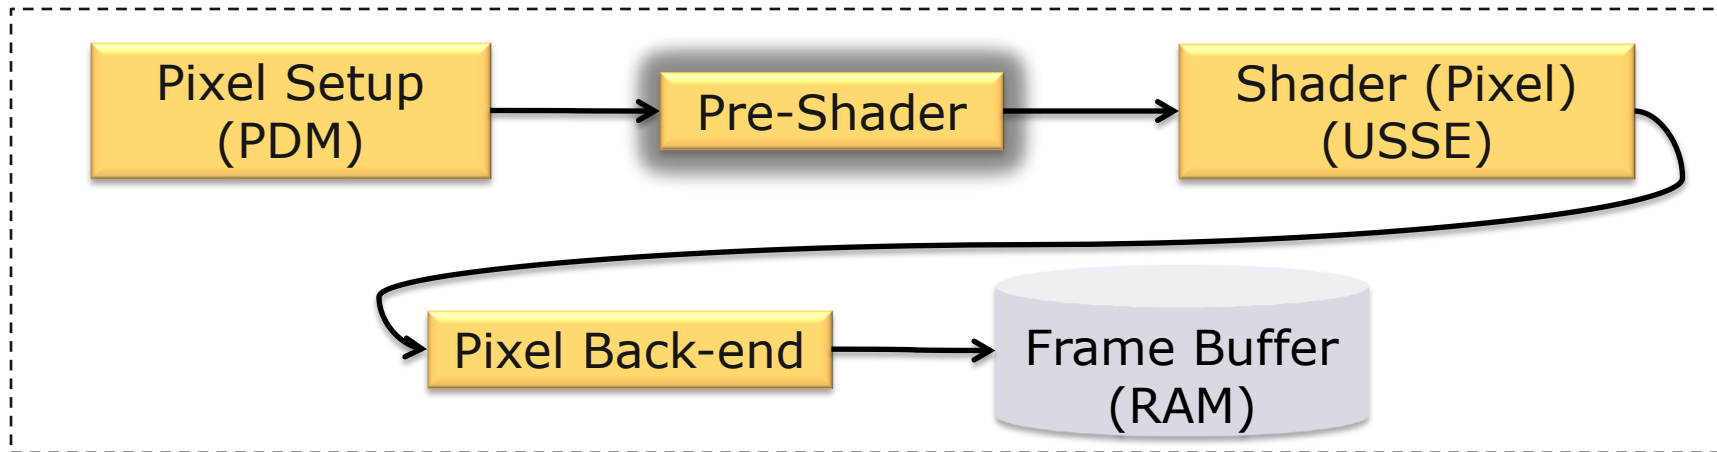 Pixel Setup
(PDM)
Pre-Shader
Shader (Pixel)
(USSE)
Pixel Back-end
Frame Buffer
(RAM)